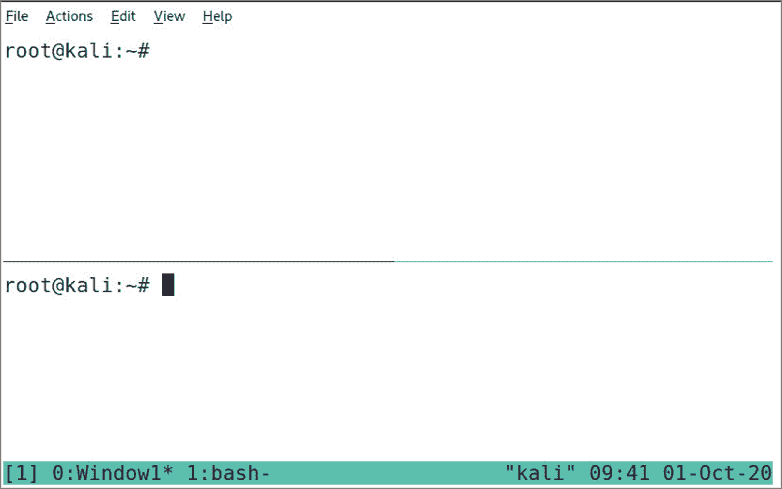 File Actions Edit View Help
root@kali:~#
root@kali:~#
[1] 0:Window1* 1:bash- "kali" 09:41 01-Oct-20